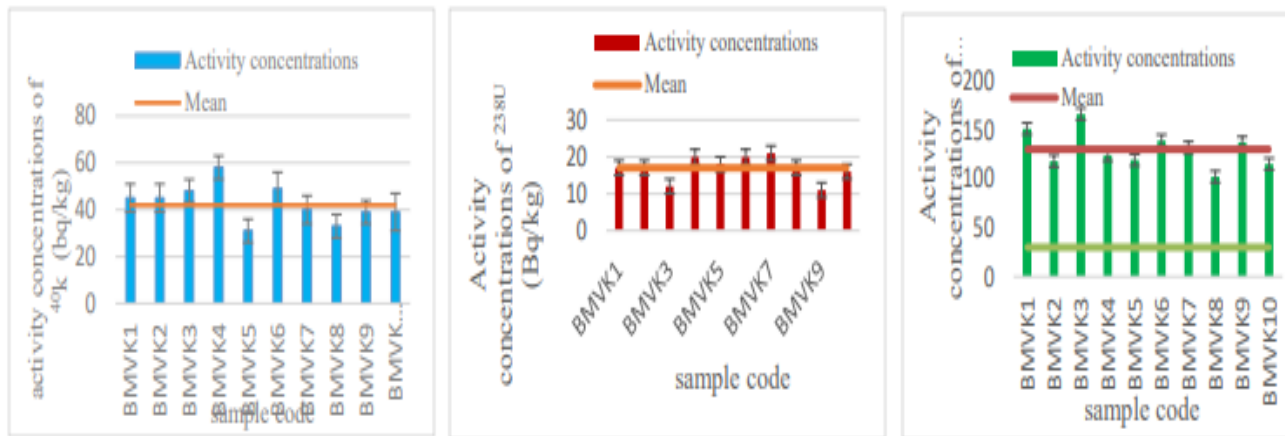 Activity concentrations
Mean
activity concentrations of
⁴⁰k (bq/kg)
80
60
40
20
0
BMVK1
BMVK2
BMVK3
BMVK4
BMVK5
BMVK6
BMVK7
BMVK8
BMVK9
BMVK...
sample code
Activity concentrations
Mean
Activity
concentrations of ²³⁸U
(Bq/kg)
30
20
10
0
BMVK1
BMVK3
BMVK5
BMVK7
BMVK9
sample code
Activity concentrations
Mean
Activity
concentrations of...
200
150
100
50
0
BMVK1
BMVK2
BMVK3
BMVK4
BMVK5
BMVK6
BMVK7
BMVK8
BMVK9
BMVK10
sample code